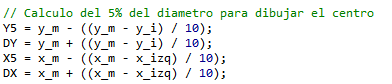 // Calculo del 5% del diametro para dibujar el centro
Y5 = y_m - ((y_m - y_i) / 10);
DY = y_m + ((y_m - y_i) / 10);
X5 = x_m - ((x_m - x_izq) / 10);
DX = x_m + ((x_m - x_izq) / 10);